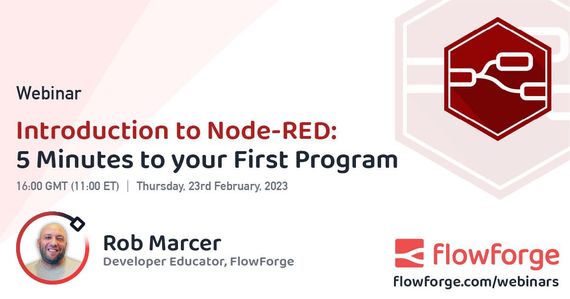 Webinar
Introduction to Node-RED:
5 Minutes to your First Program
16:00 GMT (11:00 ET) | Thursday, 23rd February, 2023
Rob Marcer
Developer Educator, FlowForge
flowforge
flowforge.com/webinars